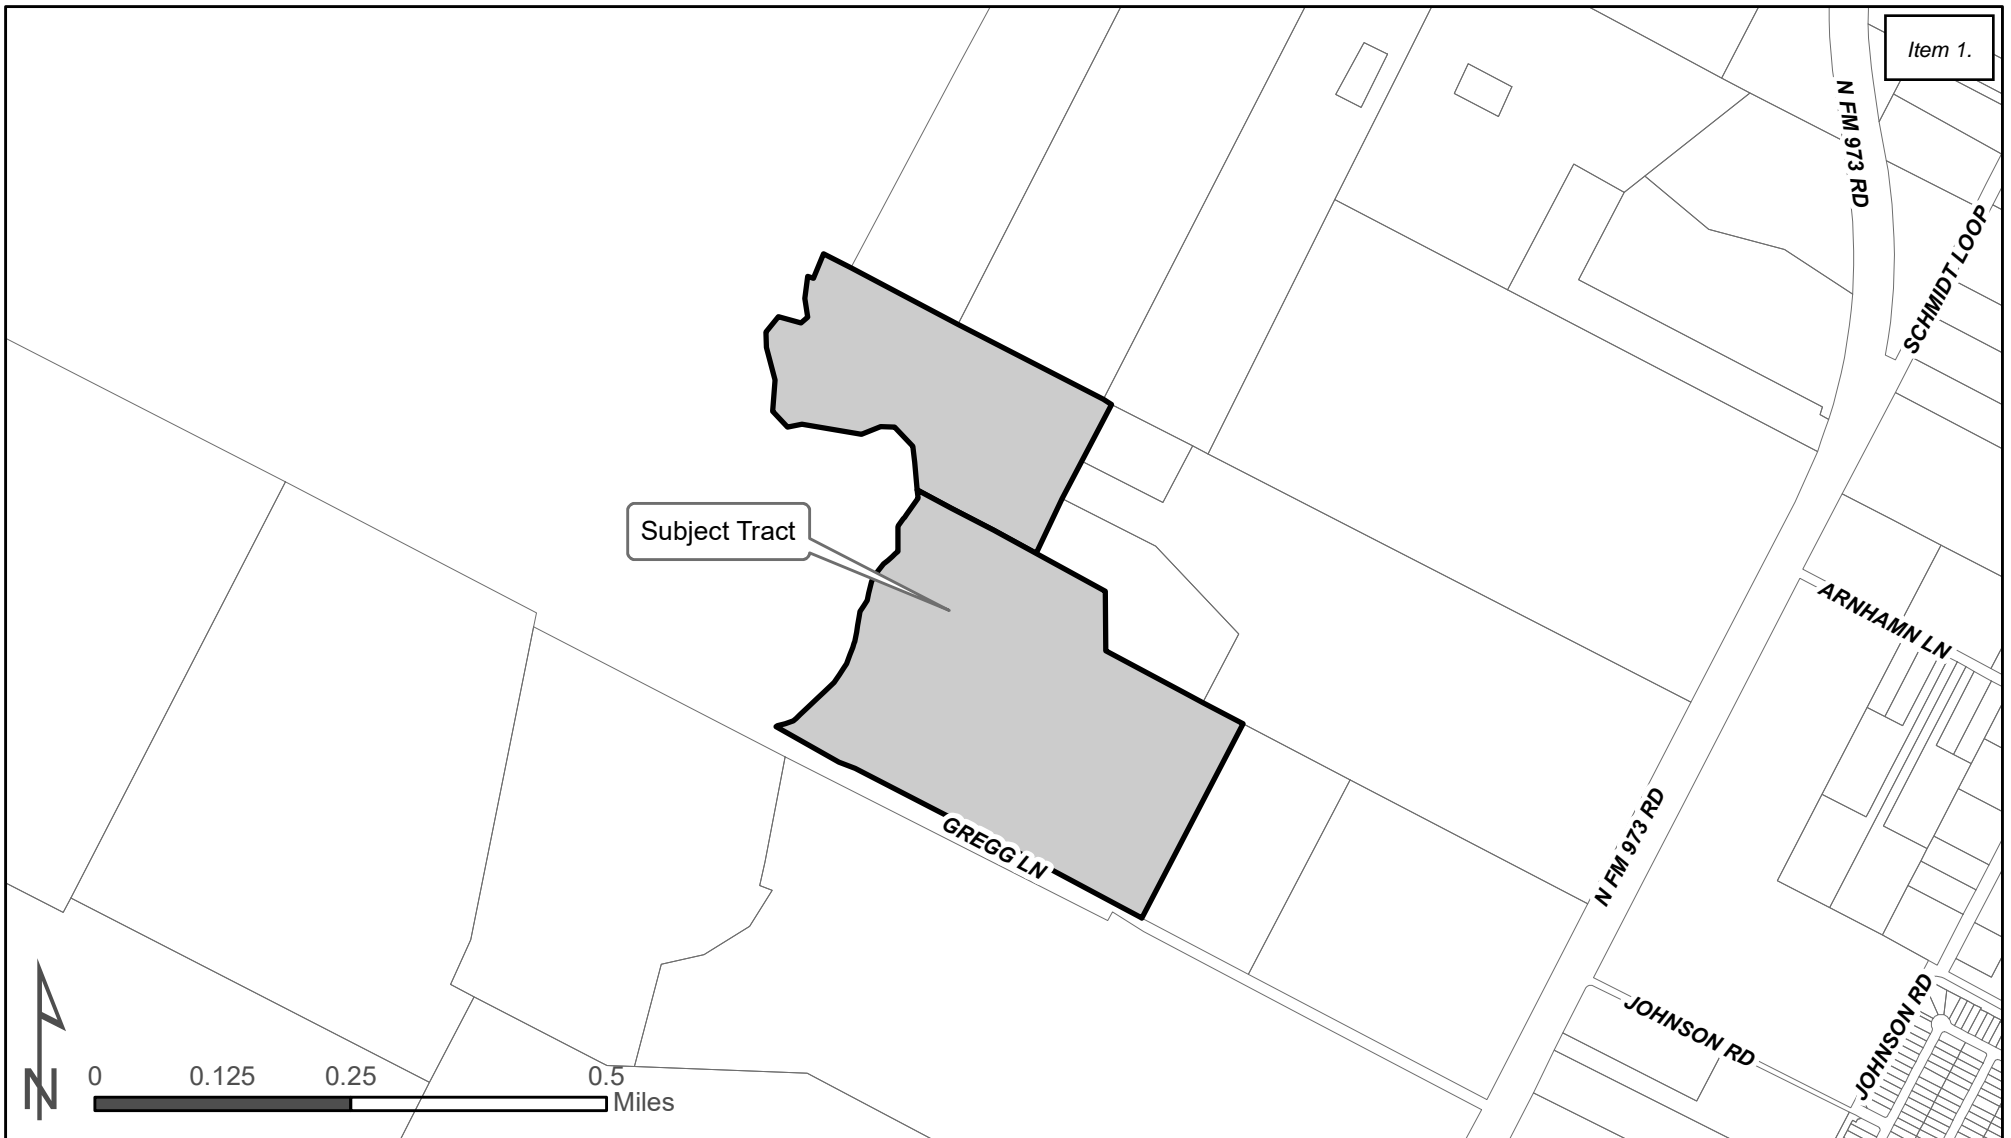 Item 1.
N FM 973 RD
SCHMIDT LOOP
Subject Tract
ARNHAMN LN
GREGG LN
N FM 973 RD
JOHNSON RD
JOHNSON RD
N
0 0.125 0.25 0.5
Miles